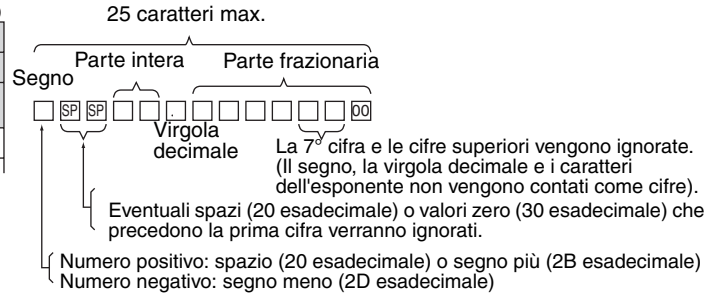 25 caratteri max.
Parte intera Parte frazionaria
Segno
SP SP . 00
Virgola
decimale
La 7° cifra e le cifre superiori vengono ignorate.
(Il segno, la virgola decimale e i caratteri
dell'esponente non vengono contati come cifre).
Eventuali spazi (20 esadecimale) o valori zero (30 esadecimale) che
precedono la prima cifra verranno ignorati.
Numero positivo: spazio (20 esadecimale) o segno più (2B esadecimale)
Numero negativo: segno meno (2D esadecimale)